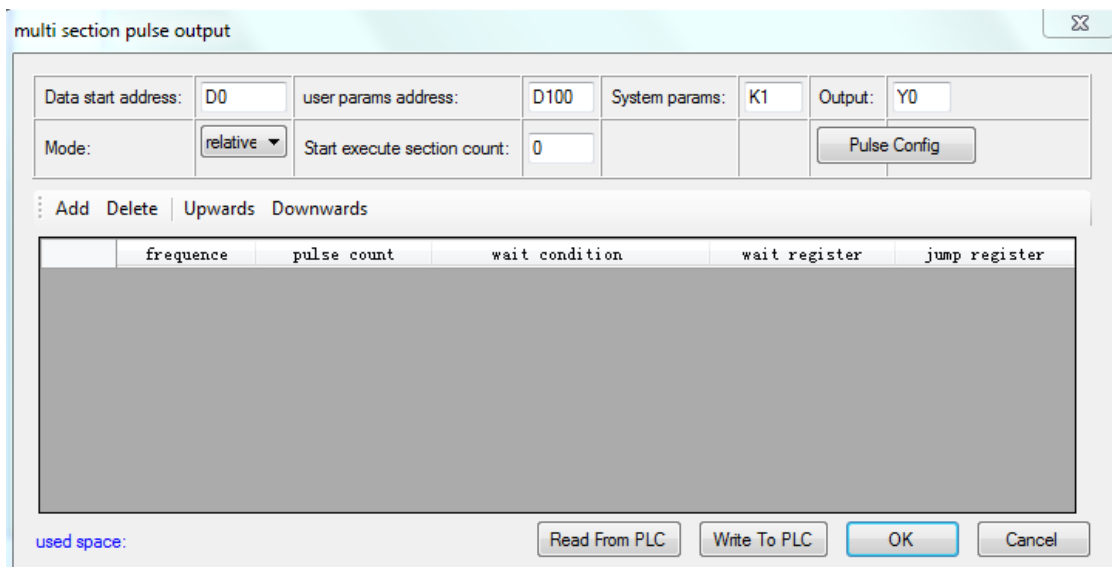 multi section pulse output
Data start address: D0 user params address: D100 System params: K1 Output: Y0
Mode: relative Start execute section count: 0 Pulse Config
Add Delete Upwards Downwards
frequence pulse count wait condition wait register jump register
used space: Read From PLC Write To PLC OK Cancel